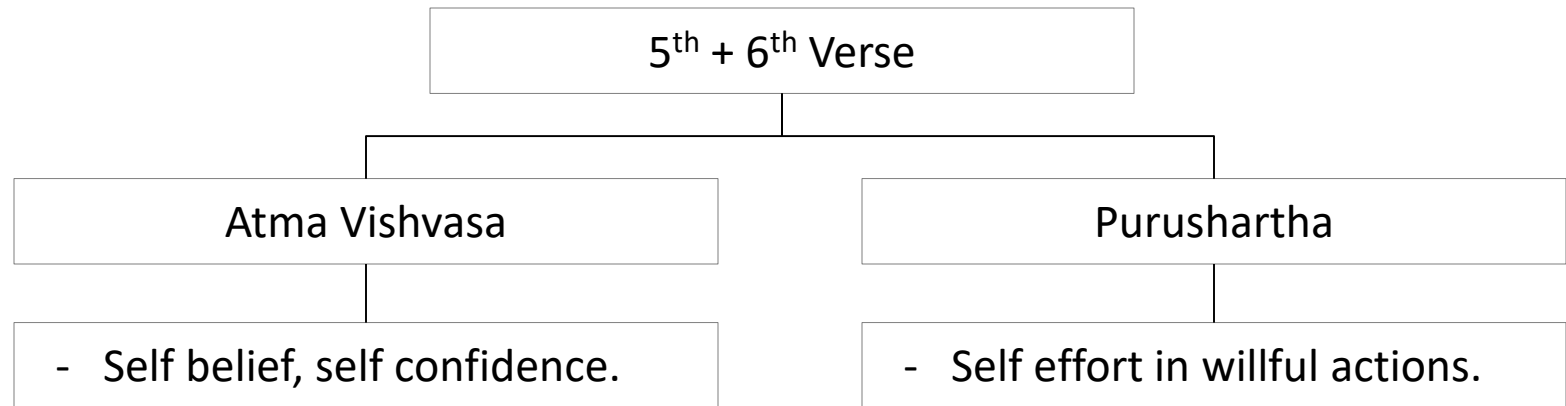 5th + 6th Verse
Atma Vishvasa
Purushartha
- Self belief, self confidence.
- Self effort in willful actions.